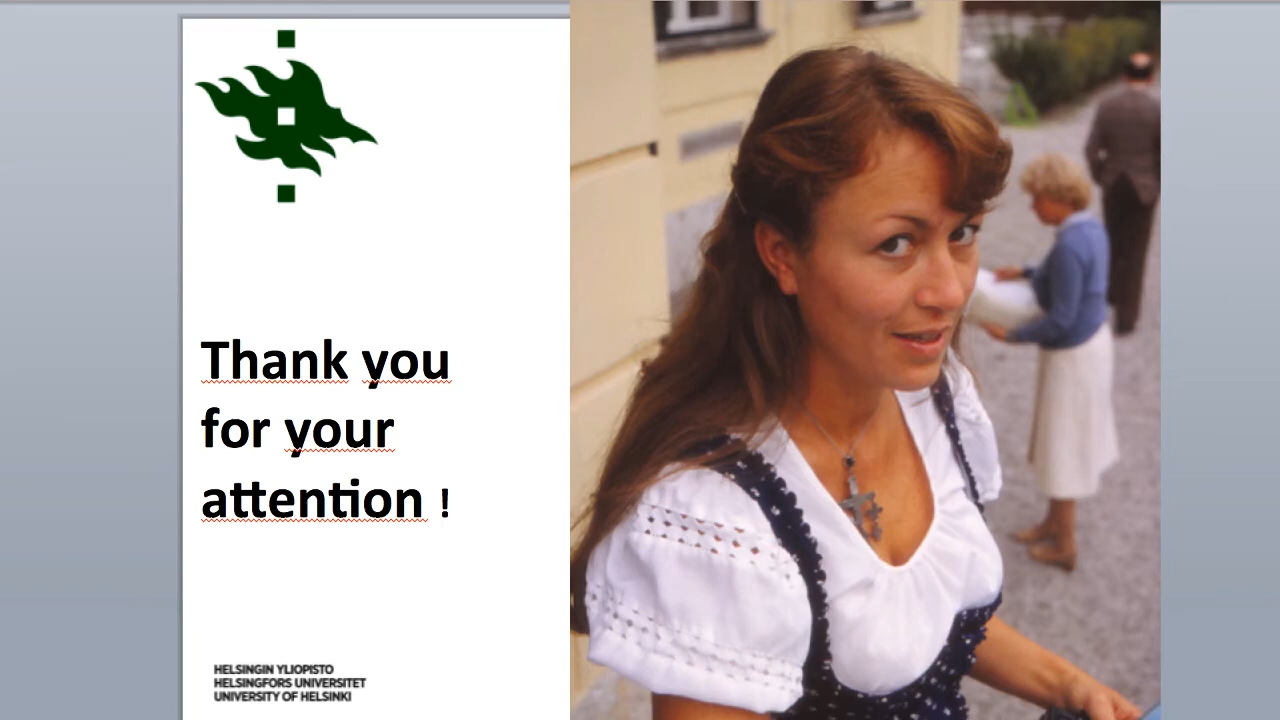 Thank you
for your
attention !
HELSINGIN YLIOPISTO
HELSINGFORS UNIVERSITET
UNIVERSITY OF HELSINKI